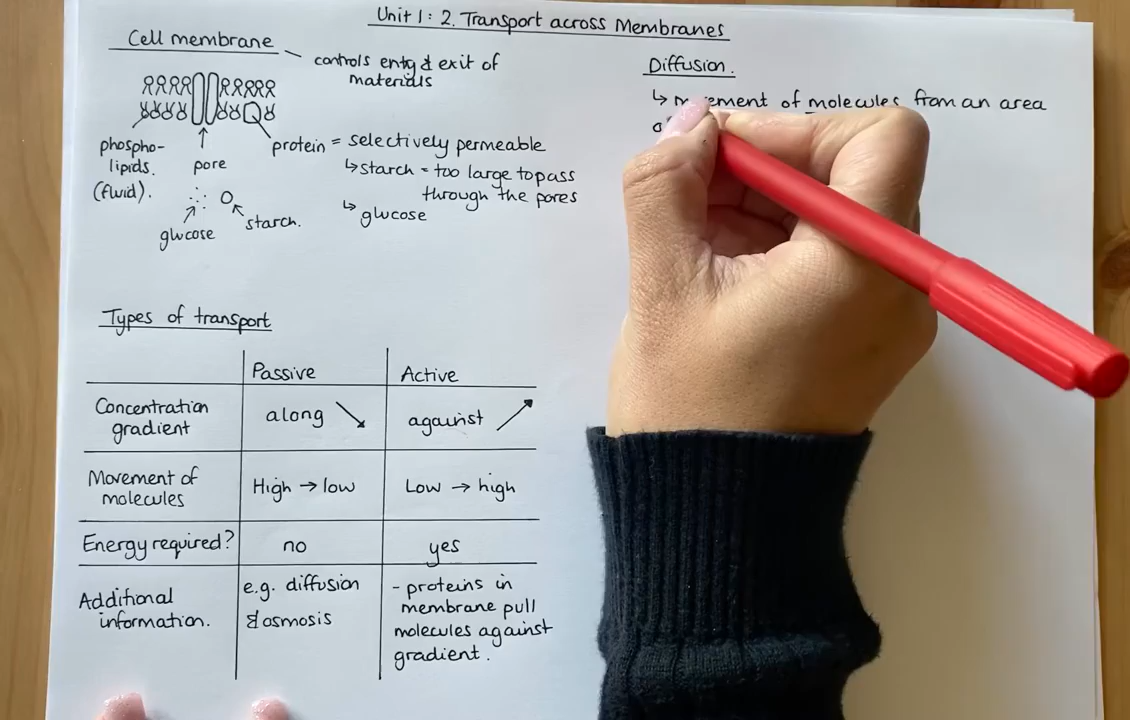 Unit 1: 2. Transport across Membranes
Cell membrane
controls entry & exit of
materials
phospho-
lipids.
(fluid).
pore
protein = selectively permeable
↳ starch = too large to pass
through the pores
↳ glucose
glucose
starch.
Types of transport
Passive
Active
Concentration
gradient
along
against
Movement of
molecules
High → low
Low → high
Energy required?
no
yes
Additional
information.
e.g. diffusion
& osmosis
- proteins in
membrane pull
molecules against
gradient.
Diffusion.
↳ of molecules from an area